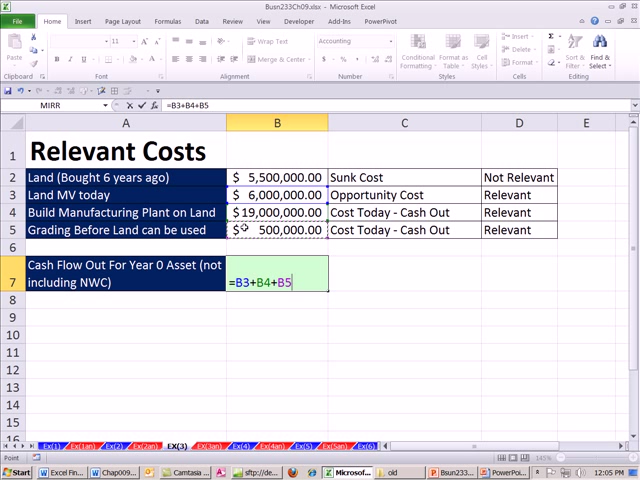 Busn233Ch09.xlsx - Microsoft Excel
File Home Insert Page Layout Formulas Data Review View Developer Add-Ins PowerPivot
11 A A Wrap Text Accounting Insert
Paste B I U Merge & Center $ % , Conditional Formatting Format as Table Cell Styles Delete Format Sort & Filter Find & Select
Clipboard Font Alignment Number Styles Cells Editing
MIRR =B3+B4+B5
A B C D E
1 Relevant Costs
2 Land (Bought 6 years ago) $ 5,500,000.00 Sunk Cost Not Relevant
3 Land MV today $ 6,000,000.00 Opportunity Cost Relevant
4 Build Manufacturing Plant on Land $19,000,000.00 Cost Today - Cash Out Relevant
5 Grading Before Land can be used $ 500,000.00 Cost Today - Cash Out Relevant
6
Cash Flow Out For Year 0 Asset (not
7 including NWC) =B3+B4+B5
8
9
10
11
12
13
14
15
16
Ex(1) Ex(1an) Ex(2) Ex(2an) EX(3) EX(3an) Ex(4) Ex(4an) Ex(5) Ex(5an) Ex(6)
Point 145%
Start Excel Fin... Chap009... Camtasia ... sftp://de... Microsof... old Busn233... PowerPoi... 12:05 PM